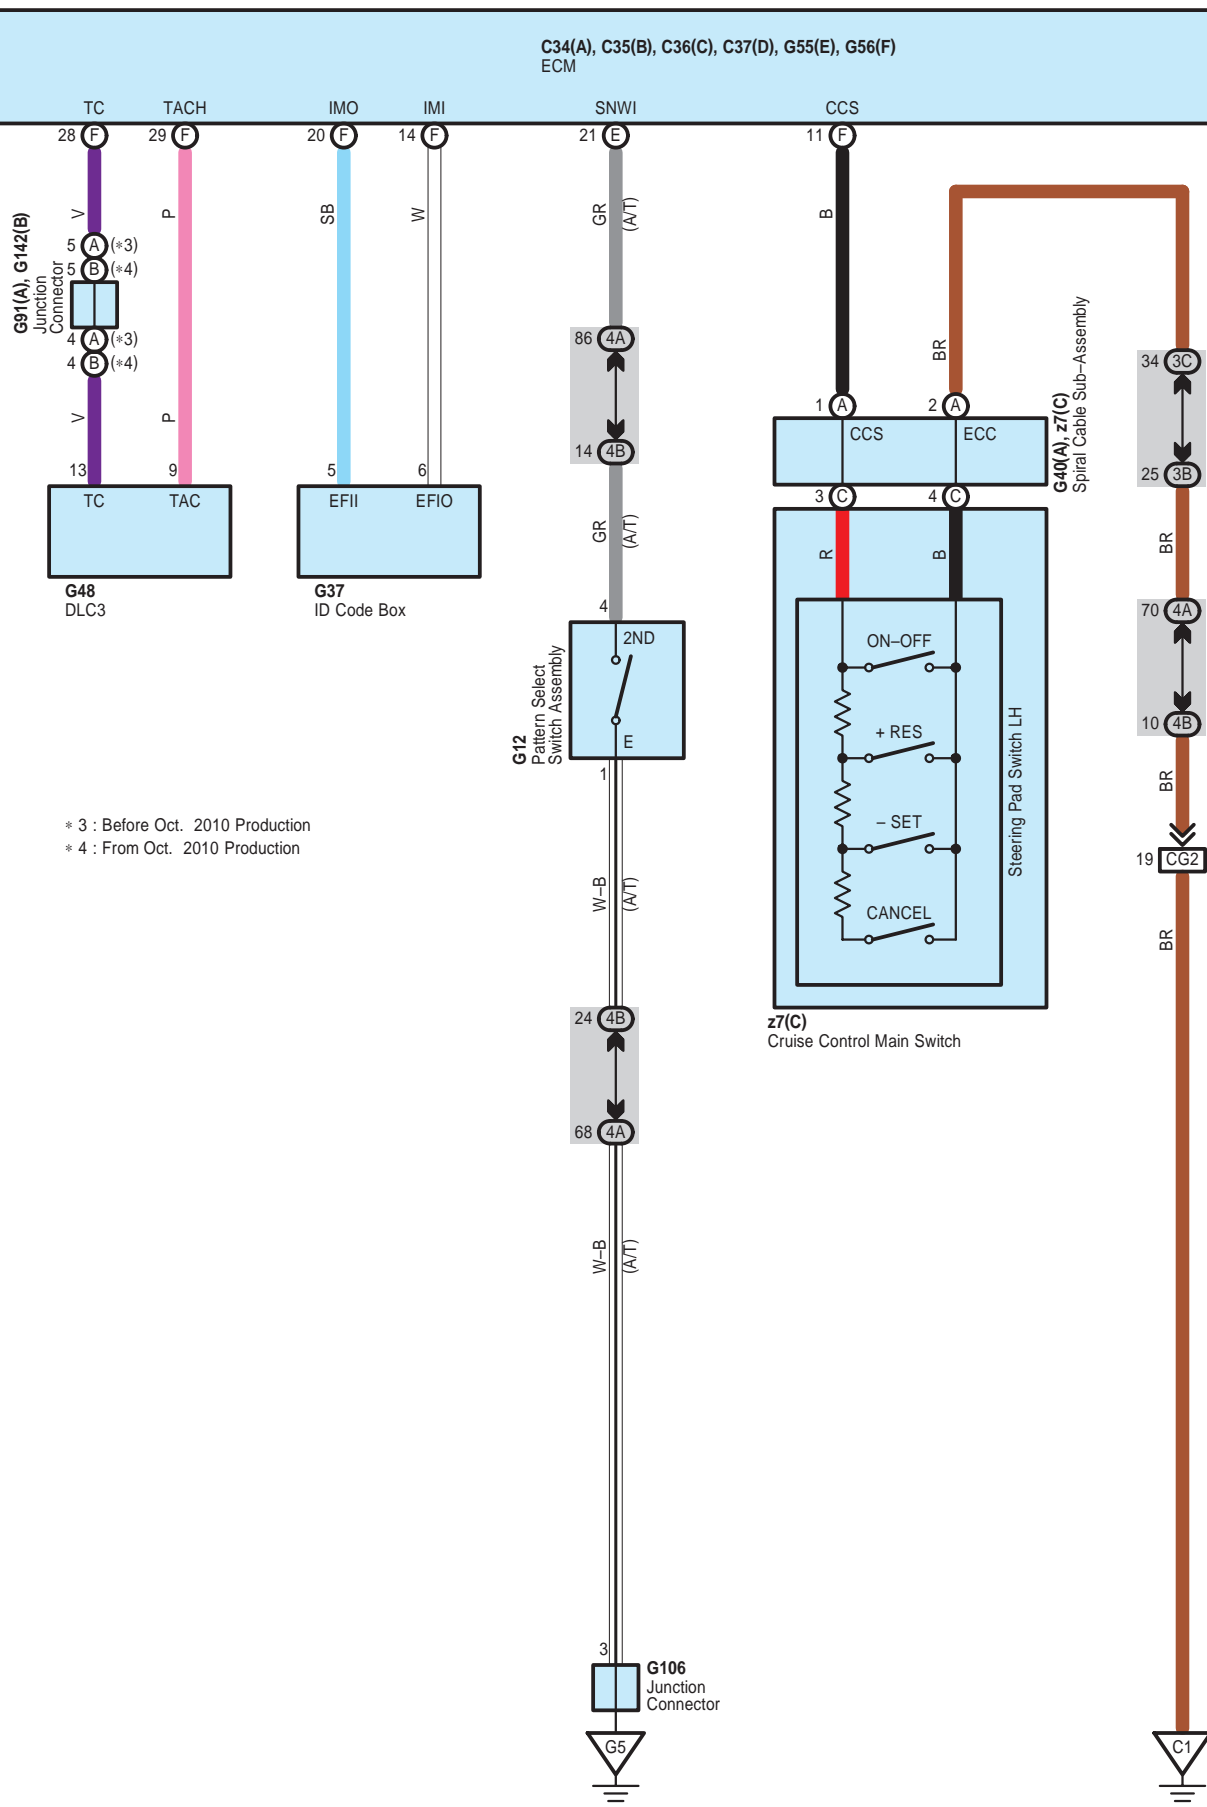 C34(A), C35(B), C36(C), C37(D), G55(E), G56(F)
ECM
TC TACH IMO IMI SNWI CCS
28 F 29 F 20 F 14 F 21 E 11 F
V P SB W GR (A/T) B
5 A (∗3)
5 B (∗4)
G91(A), G142(B)
Junction
Connector
4 A (∗3)
4 B (∗4)
V P
13 9 5 6
TC TAC EFII EFIO
G48
DLC3
G37
ID Code Box
86 4A
14 4B
GR (A/T)
4
2ND
E
G12
Pattern Select
Switch Assembly
1
W–B (A/T)
24 4B
68 4A
W–B (A/T)
3
G106
Junction
Connector
G5
BR
1 A 2 A
CCS ECC
G40(A), z7(C)
Spiral Cable Sub–Assembly
3 C 4 C
R B
ON–OFF
+ RES
– SET
CANCEL
Steering Pad Switch LH
z7(C)
Cruise Control Main Switch
34 3C
25 3B
BR
70 4A
10 4B
BR
19 CG2
BR
C1
∗ 3 : Before Oct. 2010 Production
∗ 4 : From Oct. 2010 Production